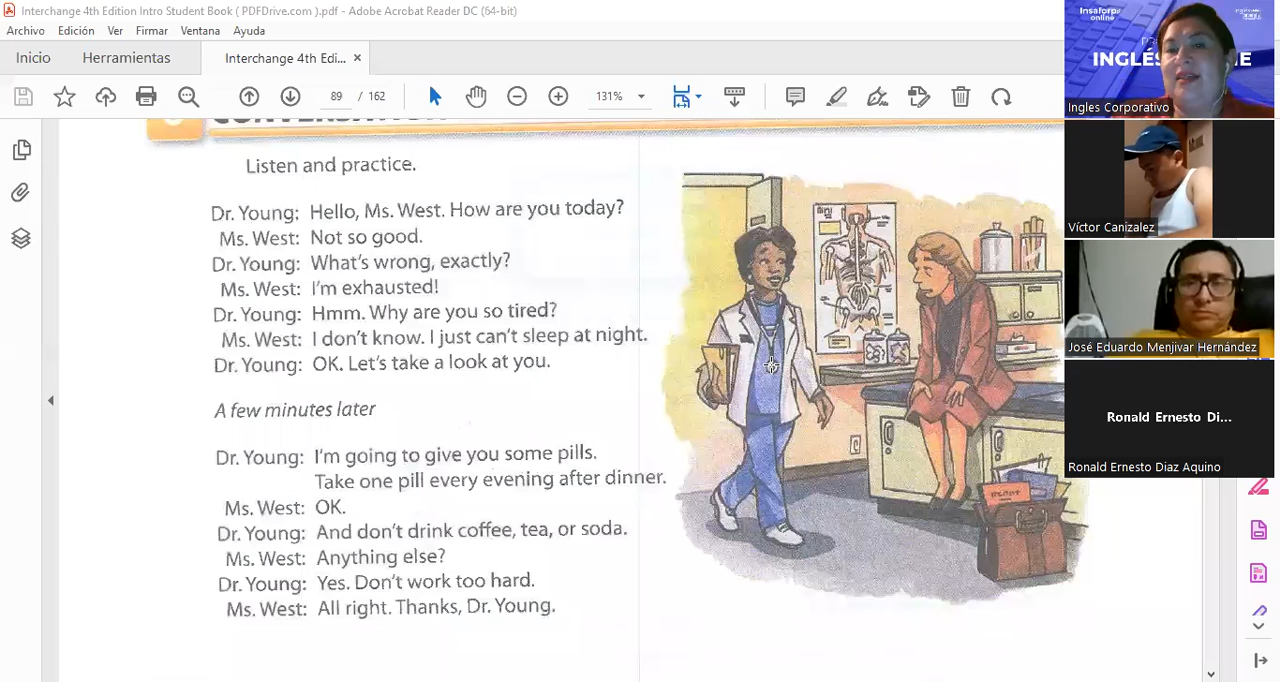 Interchange 4th Edition Intro Student Book ( PDFDrive.com ).pdf - Adobe Acrobat Reader DC (64-bit)
Archivo Edición Ver Firmar Ventana Ayuda
Inicio Herramientas Interchange 4th Edi... ×
89 / 162 131%
Listen and practice.
Dr. Young: Hello, Ms. West. How are you today?
Ms. West: Not so good.
Dr. Young: What's wrong, exactly?
Ms. West: I'm exhausted!
Dr. Young: Hmm. Why are you so tired?
Ms. West: I don't know. I just can't sleep at night.
Dr. Young: OK. Let's take a look at you.
A few minutes later
Dr. Young: I'm going to give you some pills.
Take one pill every evening after dinner.
Ms. West: OK.
Dr. Young: And don't drink coffee, tea, or soda.
Ms. West: Anything else?
Dr. Young: Yes. Don't work too hard.
Ms. West: All right. Thanks, Dr. Young.
Insaforp
online
Ingles Corporativo
Víctor Canizalez
José Eduardo Menjivar Hernández
Ronald Ernesto Di...
Ronald Ernesto Diaz Aquino